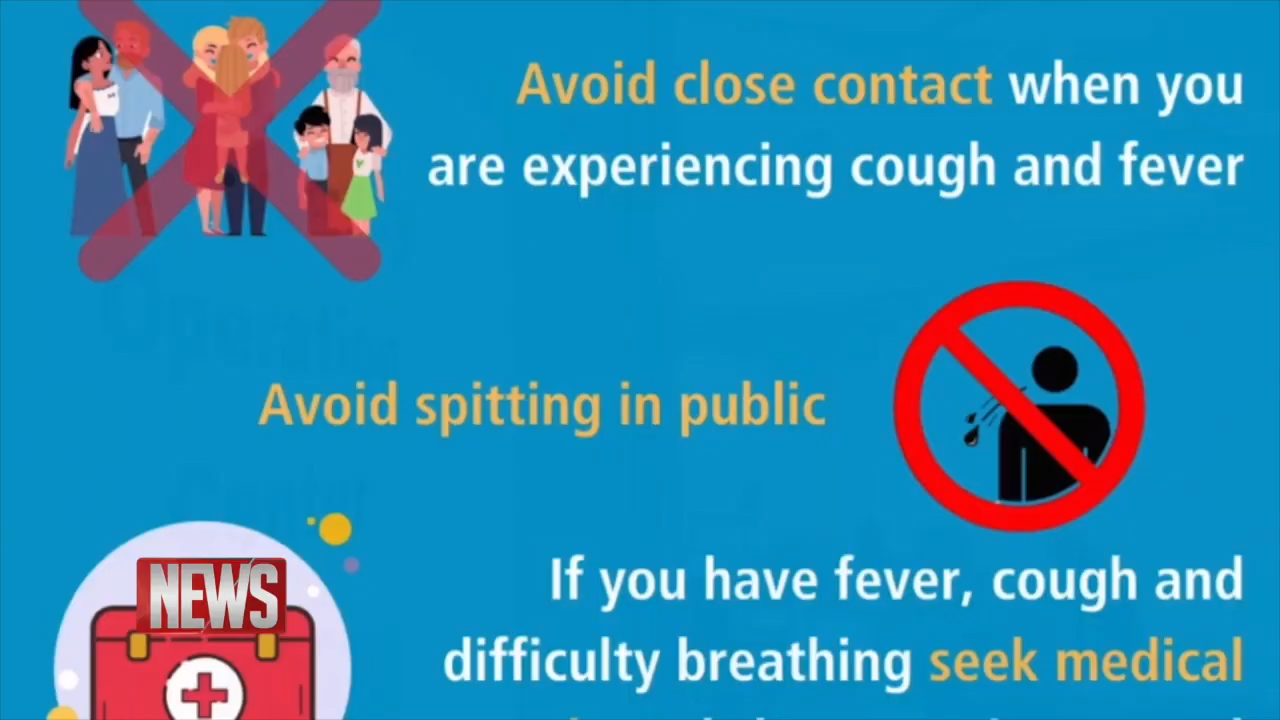 Avoid close contact when you
are experiencing cough and fever
Avoid spitting in public
NEWS
If you have fever, cough and
difficulty breathing seek medical